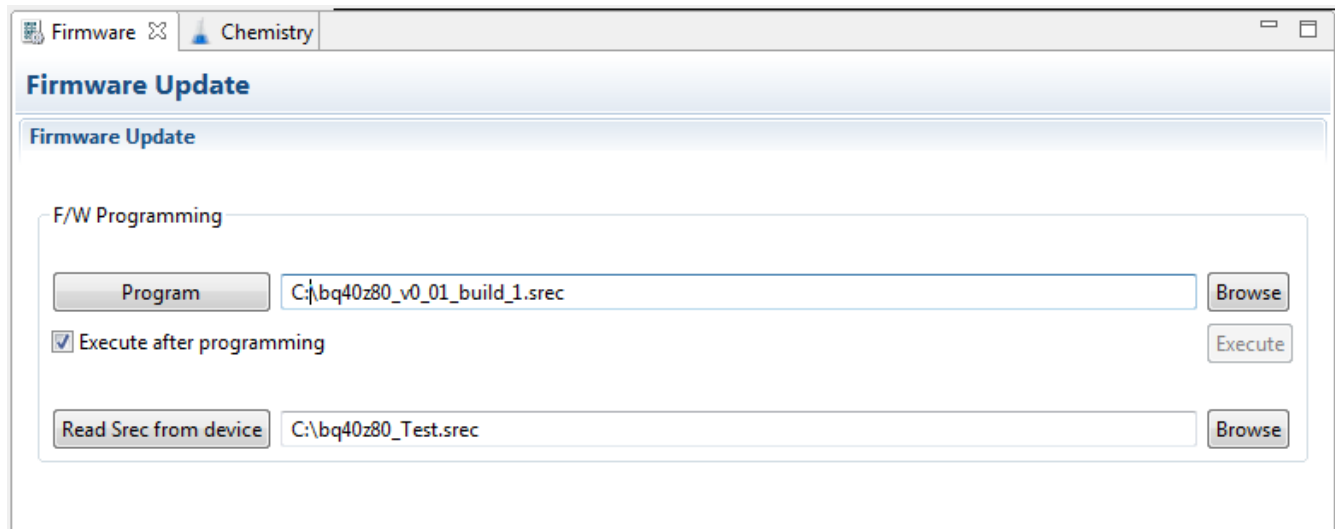 Firmware Chemistry
Firmware Update
Firmware Update
F/W Programming
Program C:\bq40z80_v0_01_build_1.srec Browse
Execute after programming Execute
Read Srec from device C:\bq40z80_Test.srec Browse